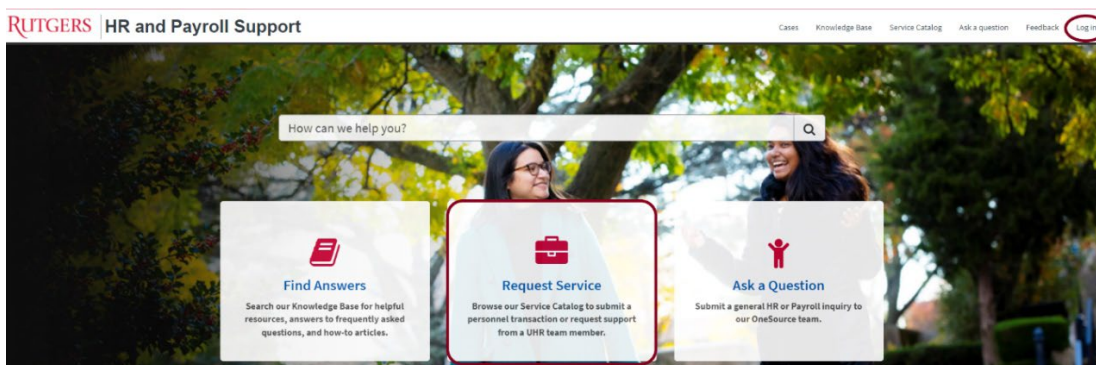 RUTGERS HR and Payroll Support
Cases Knowledge Base Service Catalog Ask a question Feedback Log in
How can we help you?
Find Answers
Search our Knowledge Base for helpful
resources, answers to frequently asked
questions, and how-to articles.
Request Service
Browse our Service Catalog to submit a
personnel transaction or request support
from a UHR team member.
Ask a Question
Submit a general HR or Payroll inquiry to
our OneSource team.